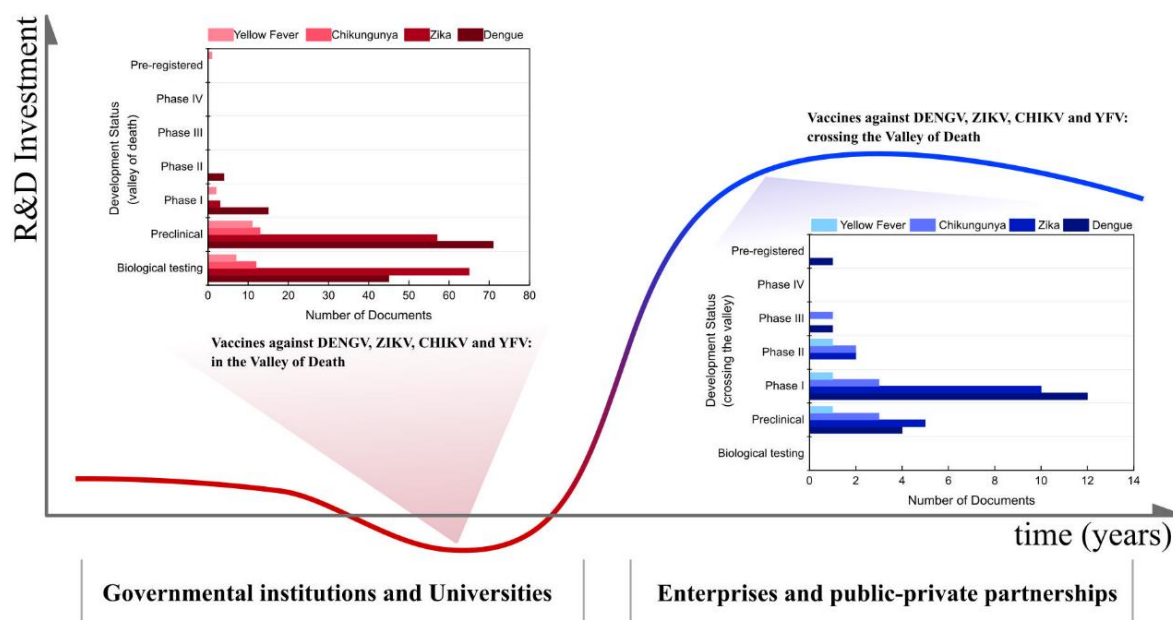 R&D Investment
Yellow Fever Chikungunya Zika Dengue
Development Status
(valley of death)
Pre-registered
Phase IV
Phase III
Phase II
Phase I
Preclinical
Biological testing
0 10 20 30 40 50 60 70 80
Number of Documents
Vaccines against DENGV, ZIKV, CHIKV and YFV:
in the Valley of Death
Vaccines against DENGV, ZIKV, CHIKV and YFV:
crossing the Valley of Death
Yellow Fever Chikungunya Zika Dengue
Development Status
(crossing the valley)
Pre-registered
Phase IV
Phase III
Phase II
Phase I
Preclinical
Biological testing
0 2 4 6 8 10 12 14
Number of Documents
time (years)
Governmental institutions and Universities
Enterprises and public-private partnerships